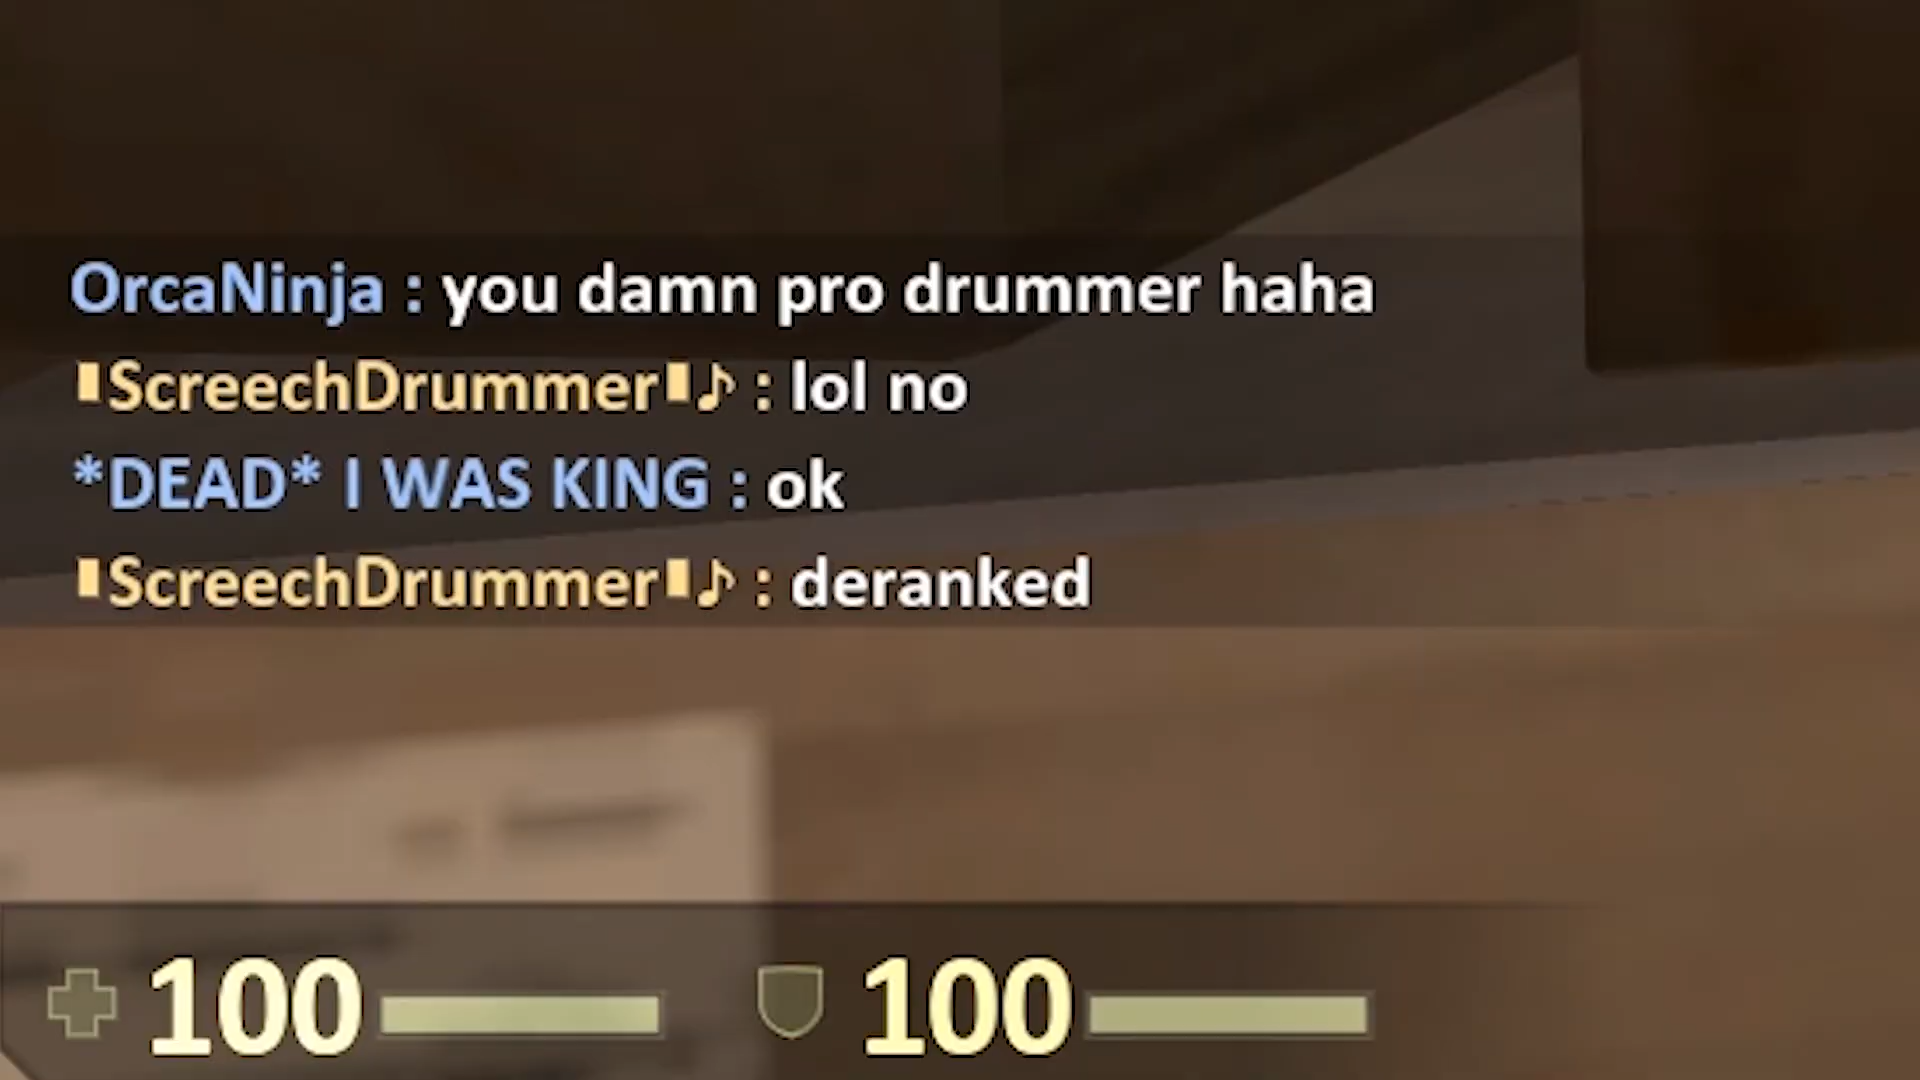 OrcaNinja : you damn pro drummer haha
▮ScreechDrummer▮♪ : lol no
*DEAD* I WAS KING : ok
▮ScreechDrummer▮♪ : deranked
100 100